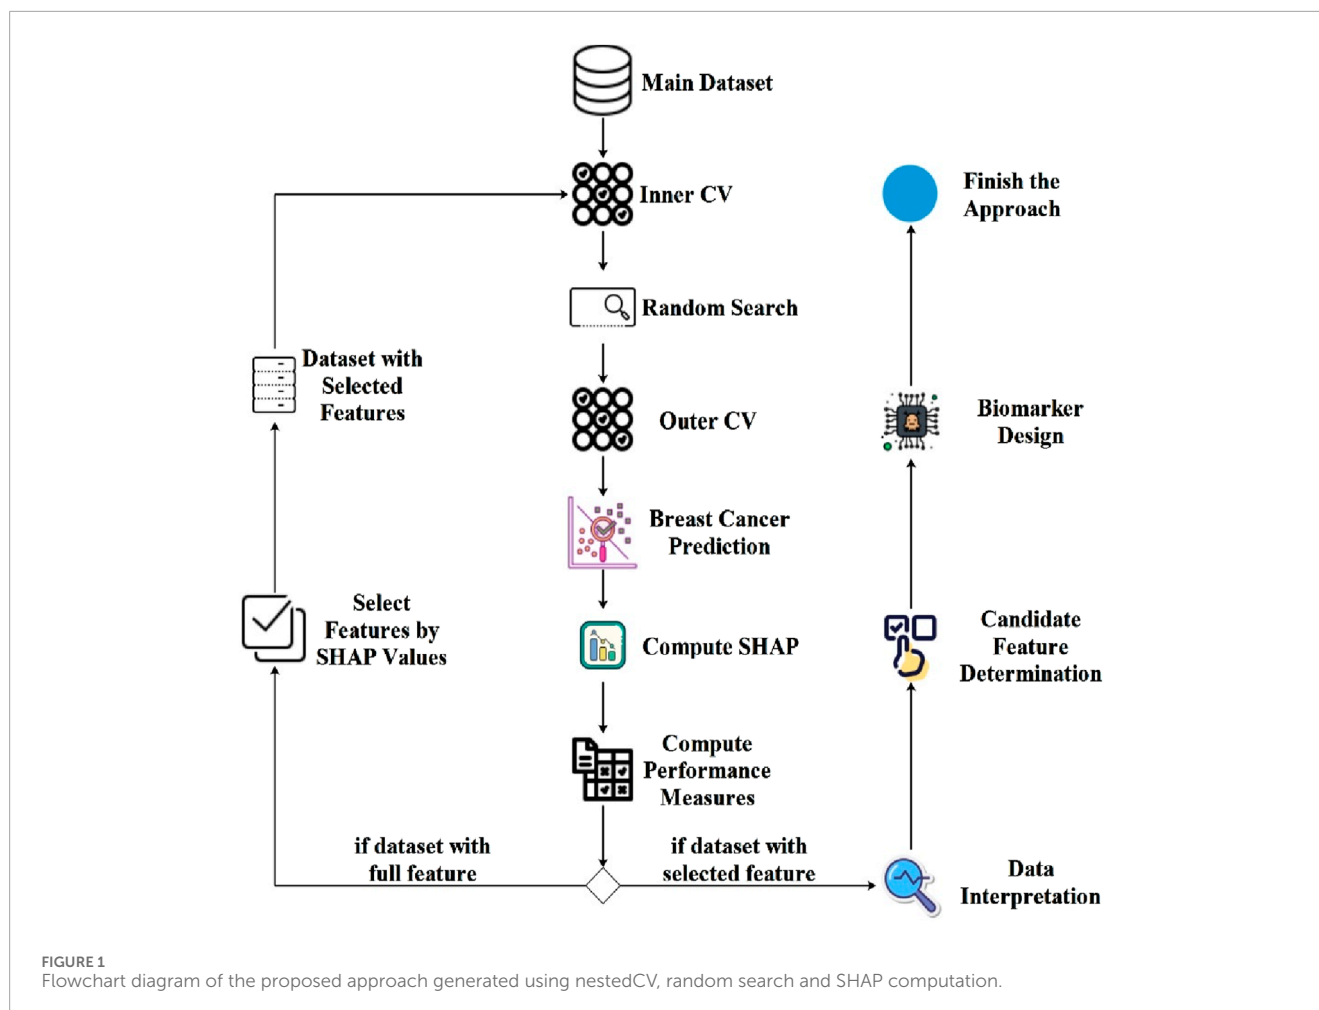 Main Dataset
Inner CV
Random Search
Outer CV
Breast Cancer
Prediction
Compute SHAP
Compute
Performance
Measures
if dataset with
full feature
if dataset with
selected feature
Select
Features by
SHAP Values
Dataset with
Selected
Features
Data
Interpretation
Candidate
Feature
Determination
Biomarker
Design
Finish the
Approach
FIGURE 1
Flowchart diagram of the proposed approach generated using nestedCV, random search and SHAP computation.